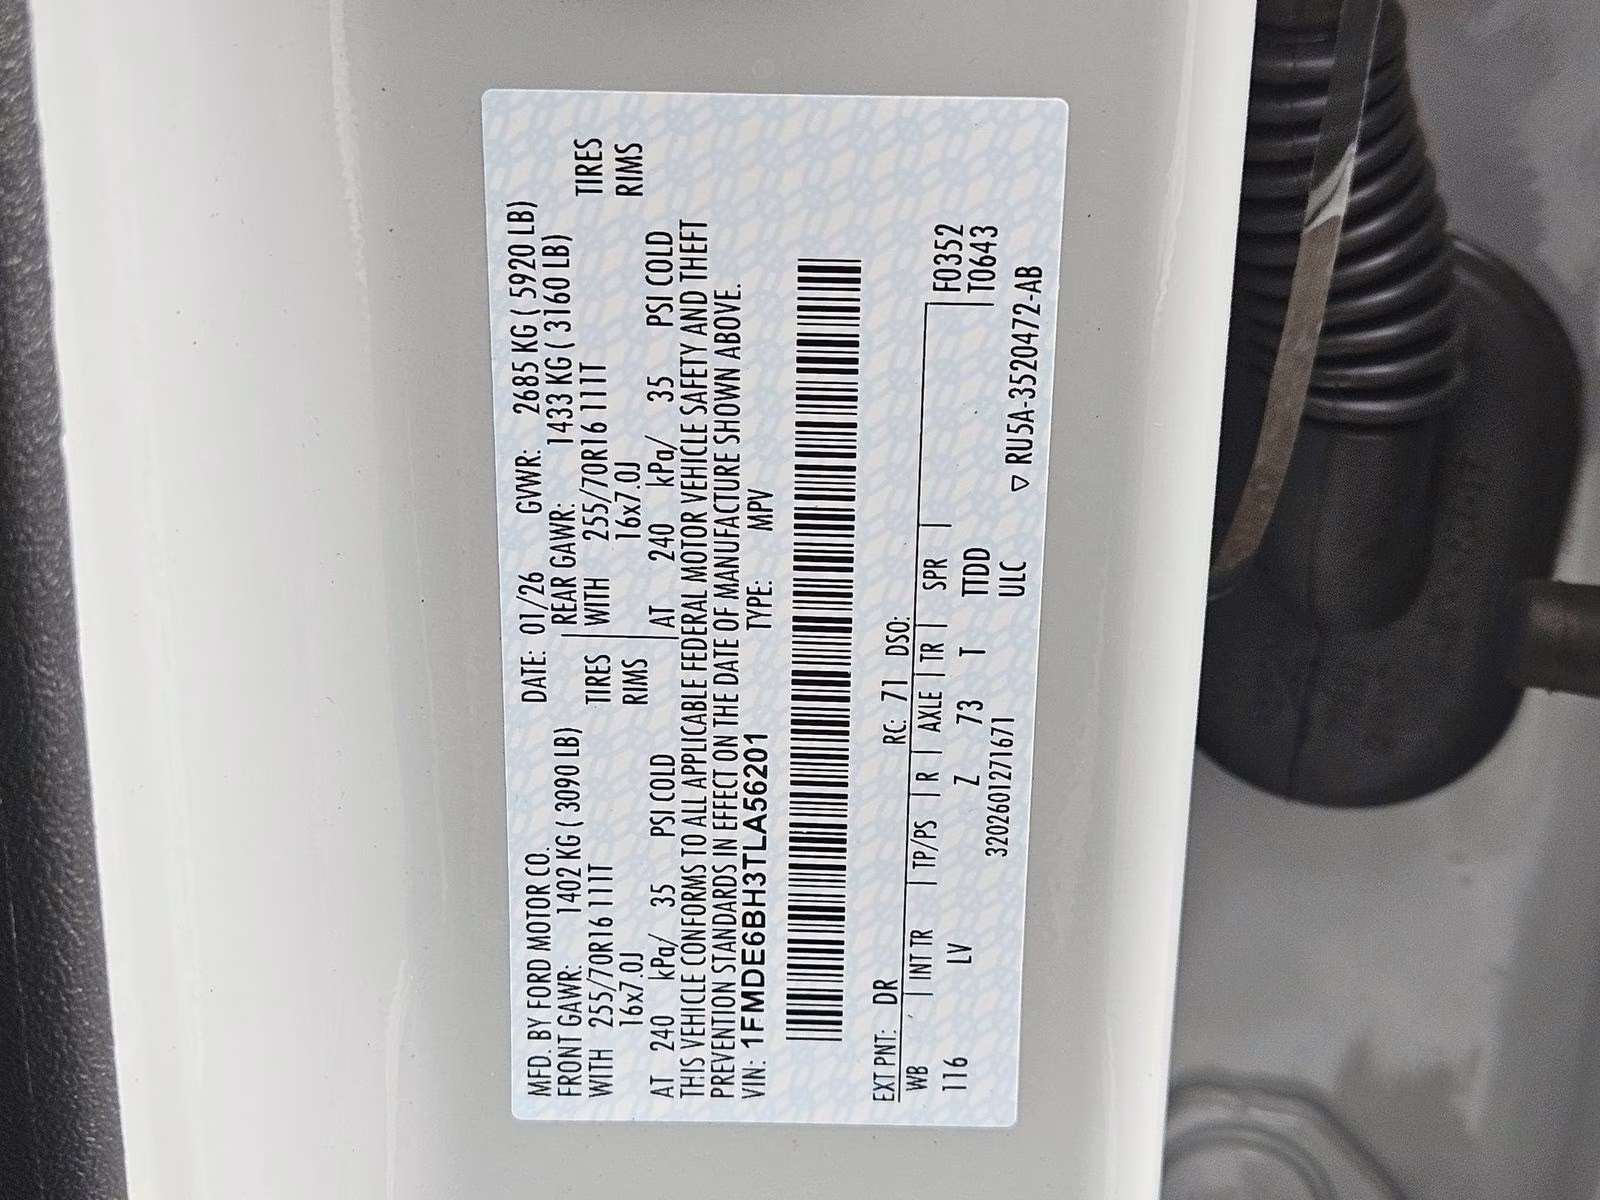 MFD. BY FORD MOTOR CO. DATE: 01/26 GVWR: 2685 KG ( 5920 LB)
FRONT GAWR: 1402 KG ( 3090 LB) REAR GAWR: 1433 KG ( 3160 LB)
WITH 255/70R16 111T TIRES WITH 255/70R16 111T TIRES
16x7.0J RIMS 16x7.0J RIMS
AT 240 kPa/ 35 PSI COLD AT 240 kPa/ 35 PSI COLD
THIS VEHICLE CONFORMS TO ALL APPLICABLE FEDERAL MOTOR VEHICLE SAFETY AND THEFT
PREVENTION STANDARDS IN EFFECT ON THE DATE OF MANUFACTURE SHOWN ABOVE.
VIN: 1FMDE6BH3TLA56201 TYPE: MPV
EXT PNT: DR RC: 71 DSO:
WB | INT TR | TP/PS | R | AXLE | TR | SPR | F0352
116 LV Z 73 T TTDD T0643
320260127167​1 ULC ▽ RU5A-3520472-AB